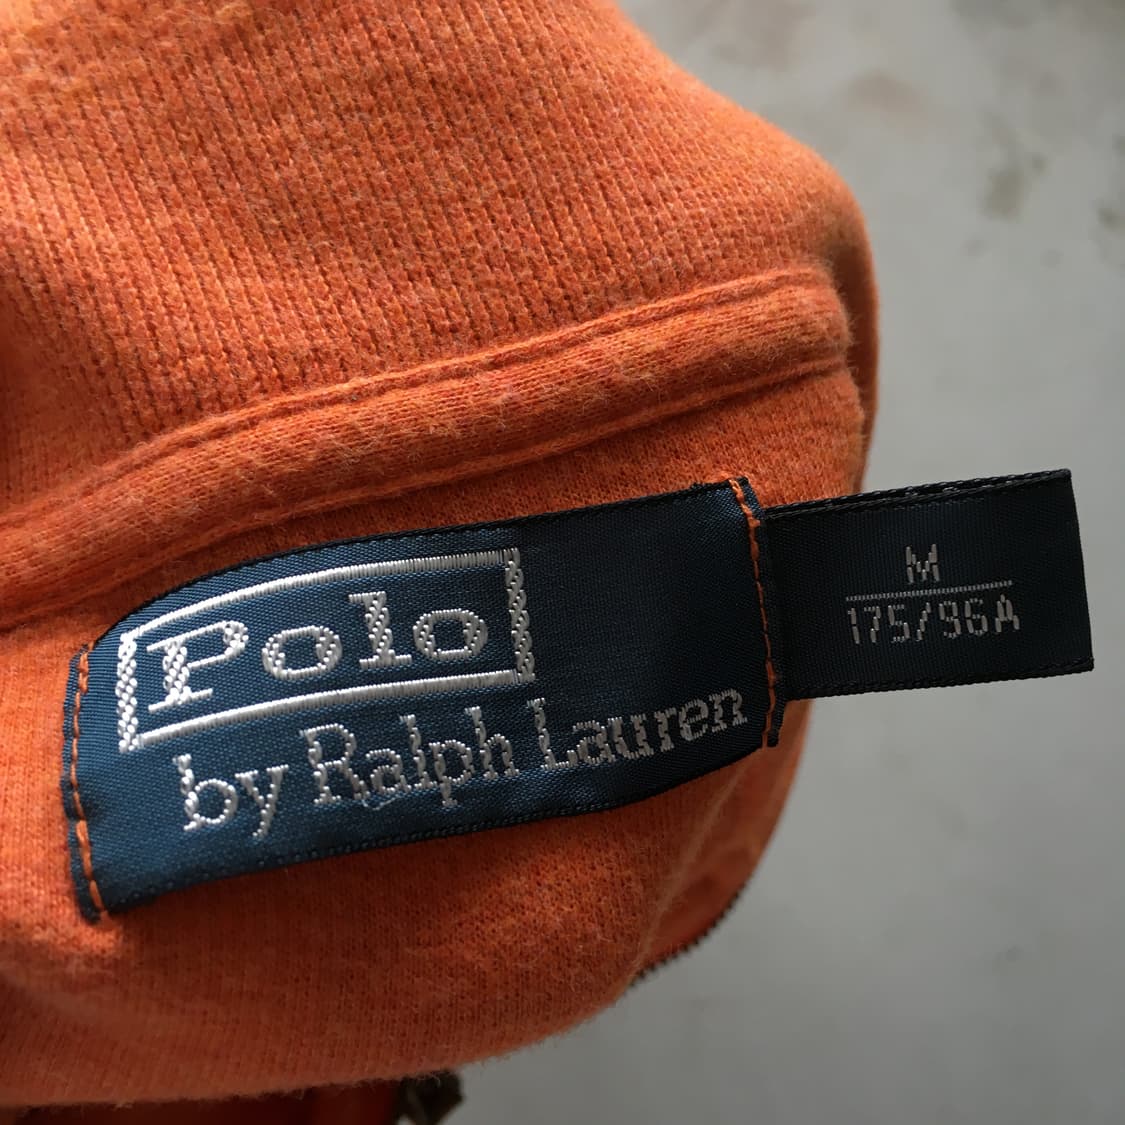 Polo
by Ralph Lauren
M
175/96A